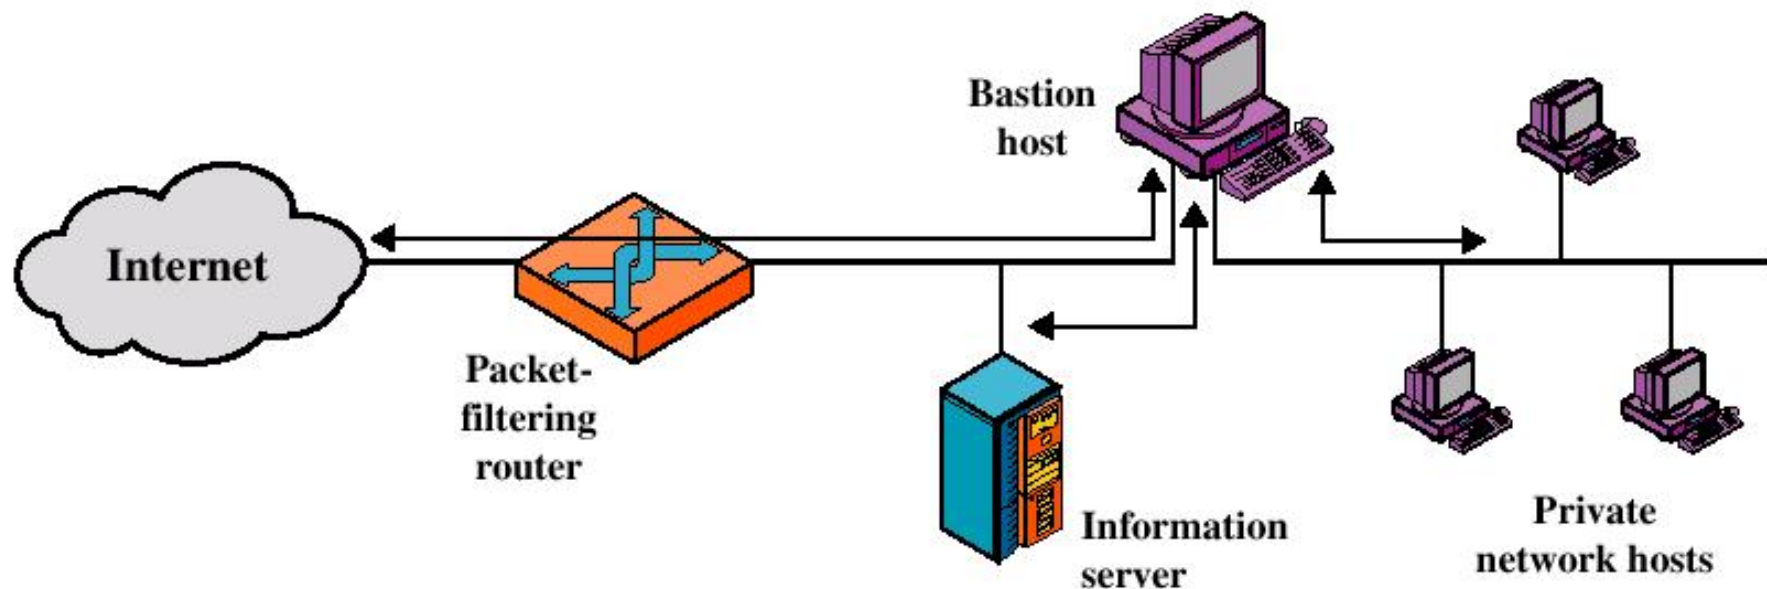 Bastion
host
Internet
Packet-
filtering
router
Information
server
Private
network hosts